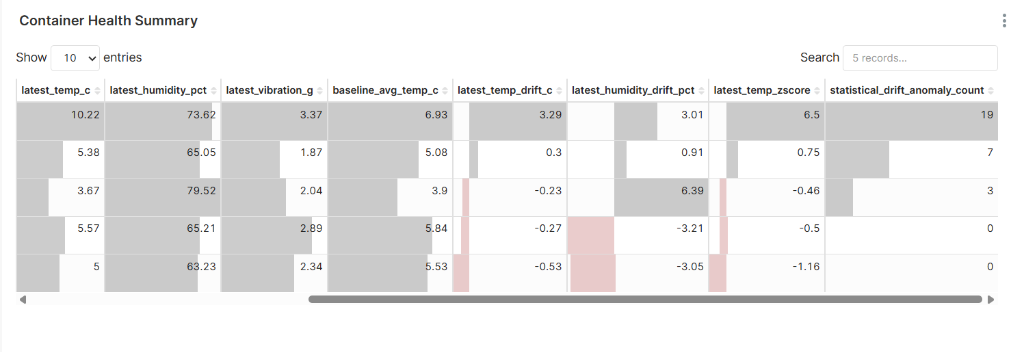 Container Health Summary
Show 10 entries Search 5 records...
latest_temp_c latest_humidity_pct latest_vibration_g baseline_avg_temp_c latest_temp_drift_c latest_humidity_drift_pct latest_temp_zscore statistical_drift_anomaly_count
10.22 73.62 3.37 6.93 3.29 3.01 6.5 19
5.38 65.05 1.87 5.08 0.3 0.91 0.75 7
3.67 79.52 2.04 3.9 -0.23 6.39 -0.46 3
5.57 65.21 2.89 5.84 -0.27 -3.21 -0.5 0
5 63.23 2.34 5.53 -0.53 -3.05 -1.16 0